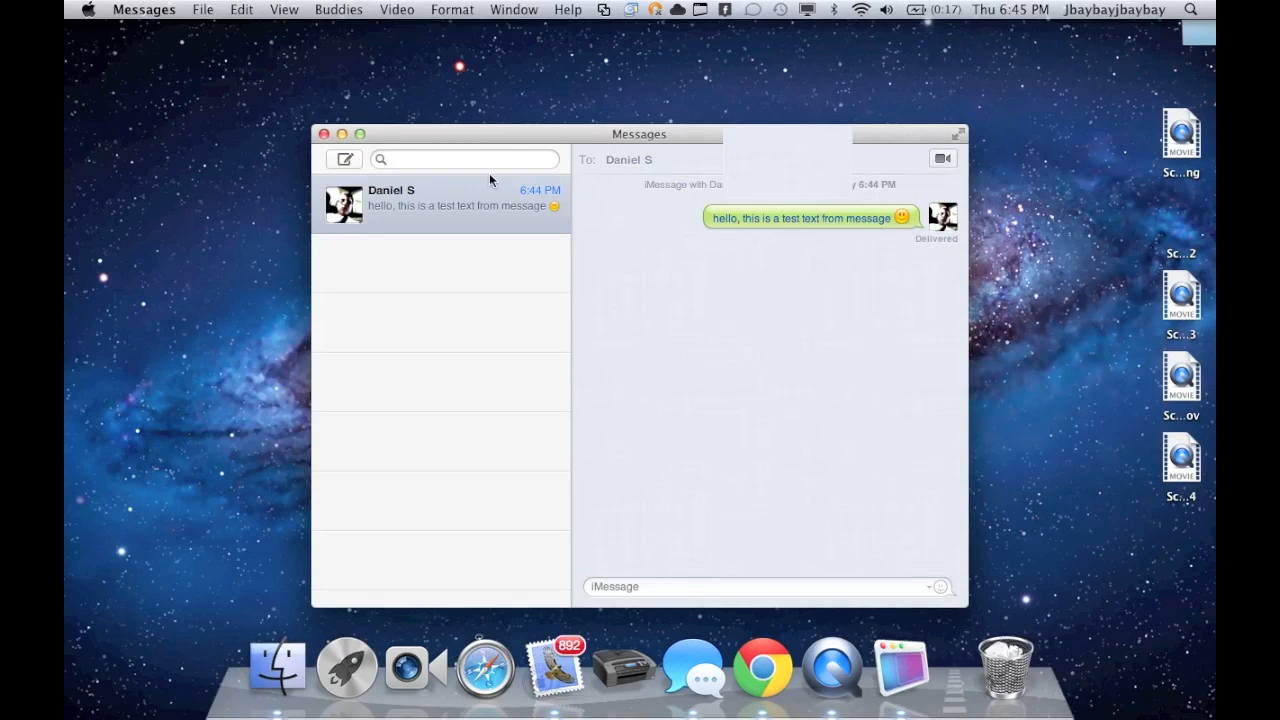 Messages File Edit View Buddies Video Format Window Help (0:17) Thu 6:45 PM Jbaybayjbaybay
Messages
To: Daniel S
Daniel S 6:44 PM
hello, this is a test text from message 😊
iMessage with Da y 6:44 PM
hello, this is a test text from message 😊
Delivered
iMessage
MOVIE
Sc...ng
Sc...2
MOVIE
Sc...3
MOVIE
Sc...ov
MOVIE
Sc...4
892